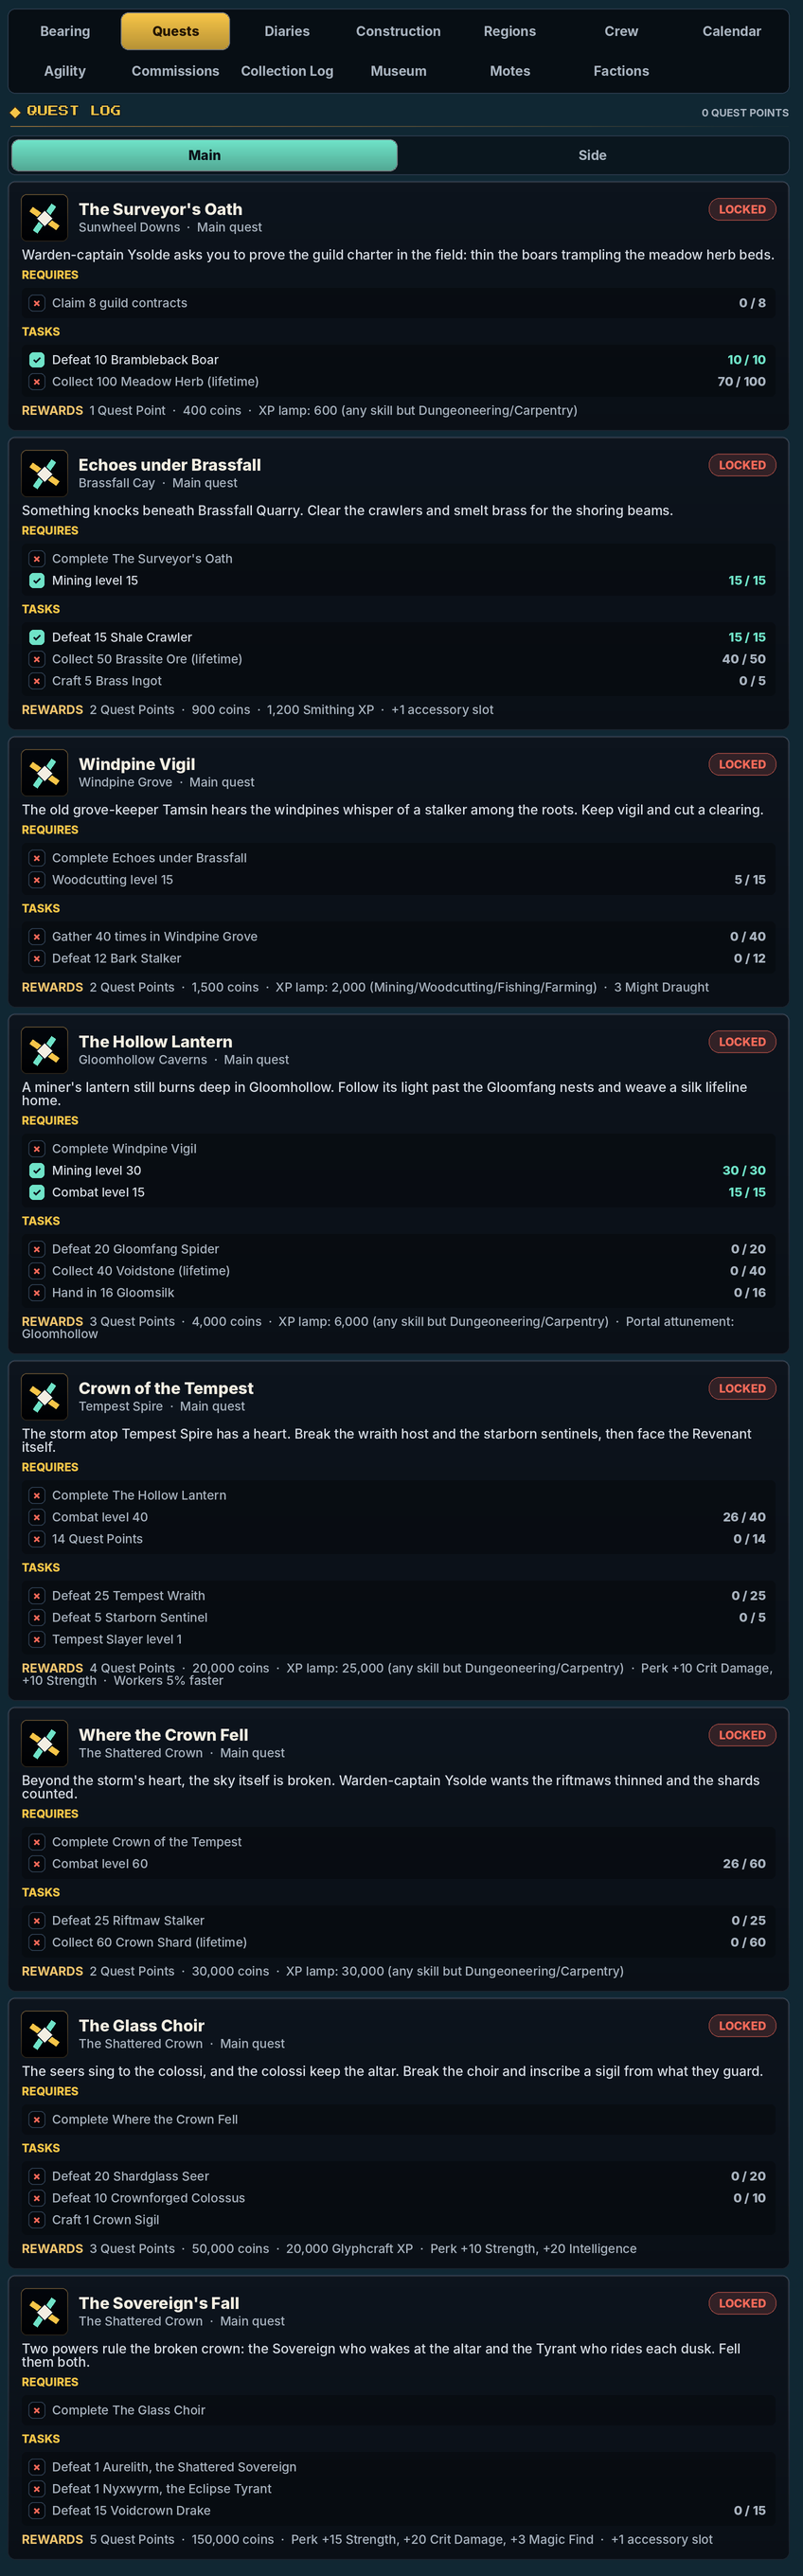 Bearing Quests Diaries Construction Regions Crew Calendar
Agility Commissions Collection Log Museum Motes Factions
QUEST LOG 0 QUEST POINTS
Main Side
The Surveyor's Oath LOCKED
Sunwheel Downs · Main quest
Warden-captain Ysolde asks you to prove the guild charter in the field: thin the boars trampling the meadow herb beds.
REQUIRES
Claim 8 guild contracts 0 / 8
TASKS
Defeat 10 Brambleback Boar 10 / 10
Collect 100 Meadow Herb (lifetime) 70 / 100
REWARDS 1 Quest Point · 400 coins · XP lamp: 600 (any skill but Dungeoneering/Carpentry)
Echoes under Brassfall LOCKED
Brassfall Cay · Main quest
Something knocks beneath Brassfall Quarry. Clear the crawlers and smelt brass for the shoring beams.
REQUIRES
Complete The Surveyor's Oath
Mining level 15 15 / 15
TASKS
Defeat 15 Shale Crawler 15 / 15
Collect 50 Brassite Ore (lifetime) 40 / 50
Craft 5 Brass Ingot 0 / 5
REWARDS 2 Quest Points · 900 coins · 1,200 Smithing XP · +1 accessory slot
Windpine Vigil LOCKED
Windpine Grove · Main quest
The old grove-keeper Tamsin hears the windpines whisper of a stalker among the roots. Keep vigil and cut a clearing.
REQUIRES
Complete Echoes under Brassfall
Woodcutting level 15 5 / 15
TASKS
Gather 40 times in Windpine Grove 0 / 40
Defeat 12 Bark Stalker 0 / 12
REWARDS 2 Quest Points · 1,500 coins · XP lamp: 2,000 (Mining/Woodcutting/Fishing/Farming) · 3 Might Draught
The Hollow Lantern LOCKED
Gloomhollow Caverns · Main quest
A miner's lantern still burns deep in Gloomhollow. Follow its light past the Gloomfang nests and weave a silk lifeline
home.
REQUIRES
Complete Windpine Vigil
Mining level 30 30 / 30
Combat level 15 15 / 15
TASKS
Defeat 20 Gloomfang Spider 0 / 20
Collect 40 Voidstone (lifetime) 0 / 40
Hand in 16 Gloomsilk 0 / 16
REWARDS 3 Quest Points · 4,000 coins · XP lamp: 6,000 (any skill but Dungeoneering/Carpentry) · Portal attunement:
Gloomhollow
Crown of the Tempest LOCKED
Tempest Spire · Main quest
The storm atop Tempest Spire has a heart. Break the wraith host and the starborn sentinels, then face the Revenant
itself.
REQUIRES
Complete The Hollow Lantern
Combat level 40 26 / 40
14 Quest Points 0 / 14
TASKS
Defeat 25 Tempest Wraith 0 / 25
Defeat 5 Starborn Sentinel 0 / 5
Tempest Slayer level 1
REWARDS 4 Quest Points · 20,000 coins · XP lamp: 25,000 (any skill but Dungeoneering/Carpentry) · Perk +10 Crit Damage,
+10 Strength · Workers 5% faster
Where the Crown Fell LOCKED
The Shattered Crown · Main quest
Beyond the storm's heart, the sky itself is broken. Warden-captain Ysolde wants the riftmaws thinned and the shards
counted.
REQUIRES
Complete Crown of the Tempest
Combat level 60 26 / 60
TASKS
Defeat 25 Riftmaw Stalker 0 / 25
Collect 60 Crown Shard (lifetime) 0 / 60
REWARDS 2 Quest Points · 30,000 coins · XP lamp: 30,000 (any skill but Dungeoneering/Carpentry)
The Glass Choir LOCKED
The Shattered Crown · Main quest
The seers sing to the colossi, and the colossi keep the altar. Break the choir and inscribe a sigil from what they guard.
REQUIRES
Complete Where the Crown Fell
TASKS
Defeat 20 Shardglass Seer 0 / 20
Defeat 10 Crownforged Colossus 0 / 10
Craft 1 Crown Sigil
REWARDS 3 Quest Points · 50,000 coins · 20,000 Glyphcraft XP · Perk +10 Strength, +20 Intelligence
The Sovereign's Fall LOCKED
The Shattered Crown · Main quest
Two powers rule the broken crown: the Sovereign who wakes at the altar and the Tyrant who rides each dusk. Fell
them both.
REQUIRES
Complete The Glass Choir
TASKS
Defeat 1 Aurelith, the Shattered Sovereign
Defeat 1 Nyxwyrm, the Eclipse Tyrant
Defeat 15 Voidcrown Drake 0 / 15
REWARDS 5 Quest Points · 150,000 coins · Perk +15 Strength, +20 Crit Damage, +3 Magic Find · +1 accessory slot